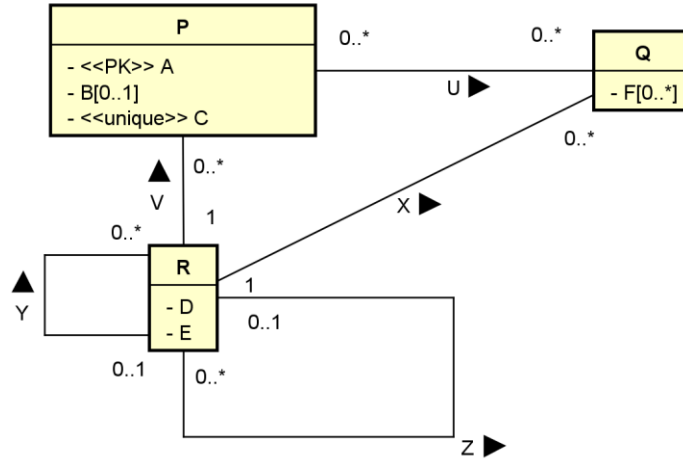 P
- <<PK>> A
- B[0..1]
- <<unique>> C
0..*
0..*
Q
- F[0..*]
U
0..*
0..*
V
X
1
0..*
R
- D
- E
1
0..1
Y
0..1
0..*
Z